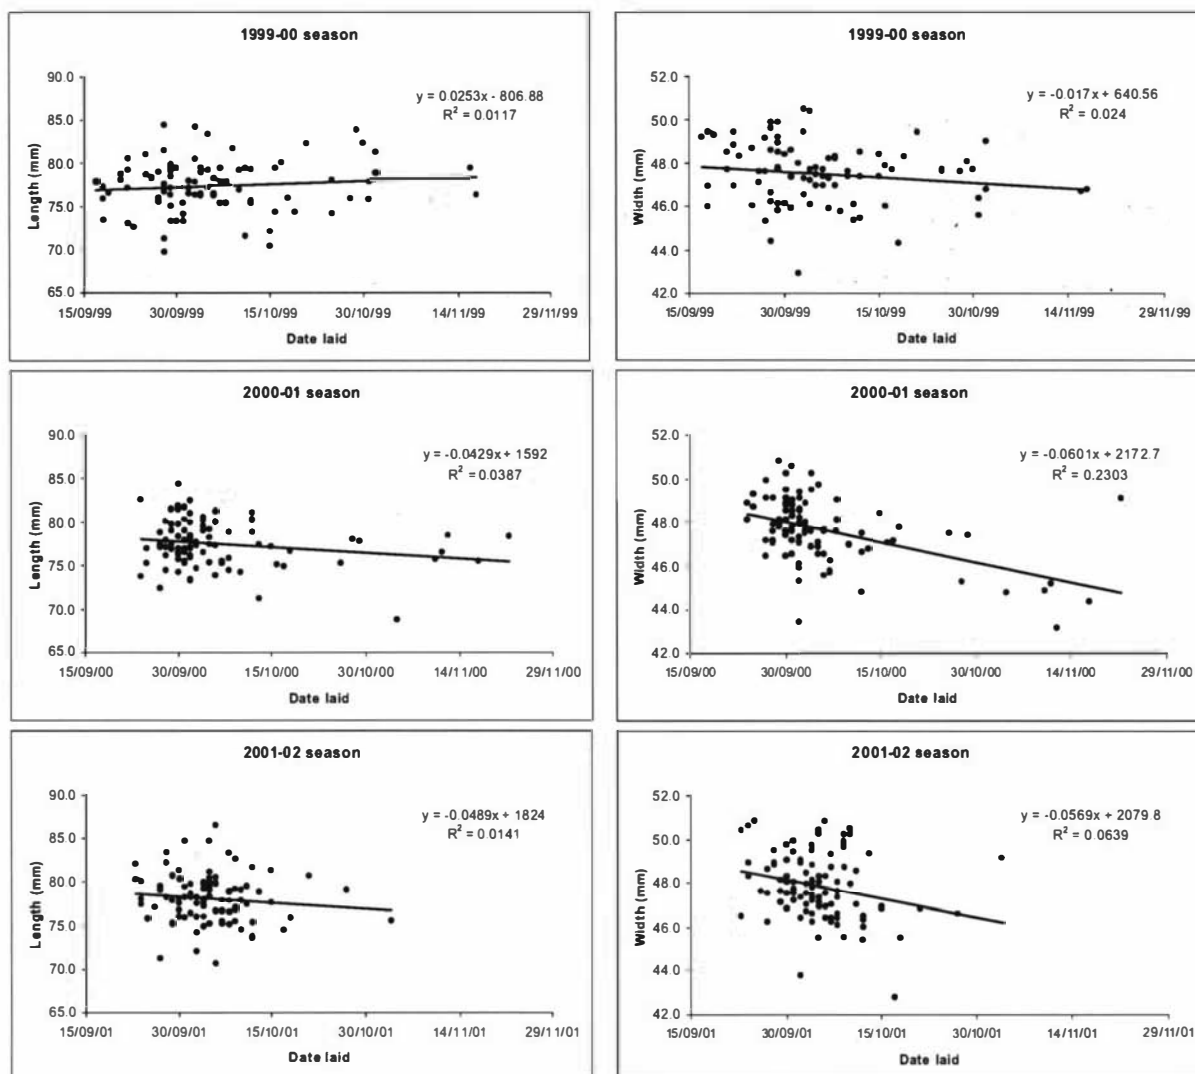 1999-00 season
90.0
85.0
80.0
75.0
70.0
65.0
Length (mm)
y = 0.0253x - 806.88
R² = 0.0117
15/09/99 30/09/99 15/10/99 30/10/99 14/11/99 29/11/99
Date laid
1999-00 season
52.0
50.0
48.0
46.0
44.0
42.0
Width (mm)
y = -0.017x + 640.56
R² = 0.024
15/09/99 30/09/99 15/10/99 30/10/99 14/11/99 29/11/99
Date laid
2000-01 season
90.0
85.0
80.0
75.0
70.0
65.0
Length (mm)
y = -0.0429x + 1592
R² = 0.0387
15/09/00 30/09/00 15/10/00 30/10/00 14/11/00 29/11/00
Date laid
2000-01 season
52.0
50.0
48.0
46.0
44.0
42.0
Width (mm)
y = -0.0601x + 2172.7
R² = 0.2303
15/09/00 30/09/00 15/10/00 30/10/00 14/11/00 29/11/00
Date laid
2001-02 season
90.0
85.0
80.0
75.0
70.0
65.0
Length (mm)
y = -0.0489x + 1824
R² = 0.0141
15/09/01 30/09/01 15/10/01 30/10/01 14/11/01 29/11/01
Date laid
2001-02 season
52.0
50.0
48.0
46.0
44.0
42.0
Width (mm)
y = -0.0569x + 2079.8
R² = 0.0639
15/09/01 30/09/01 15/10/01 30/10/01 14/11/01 29/11/01
Date laid